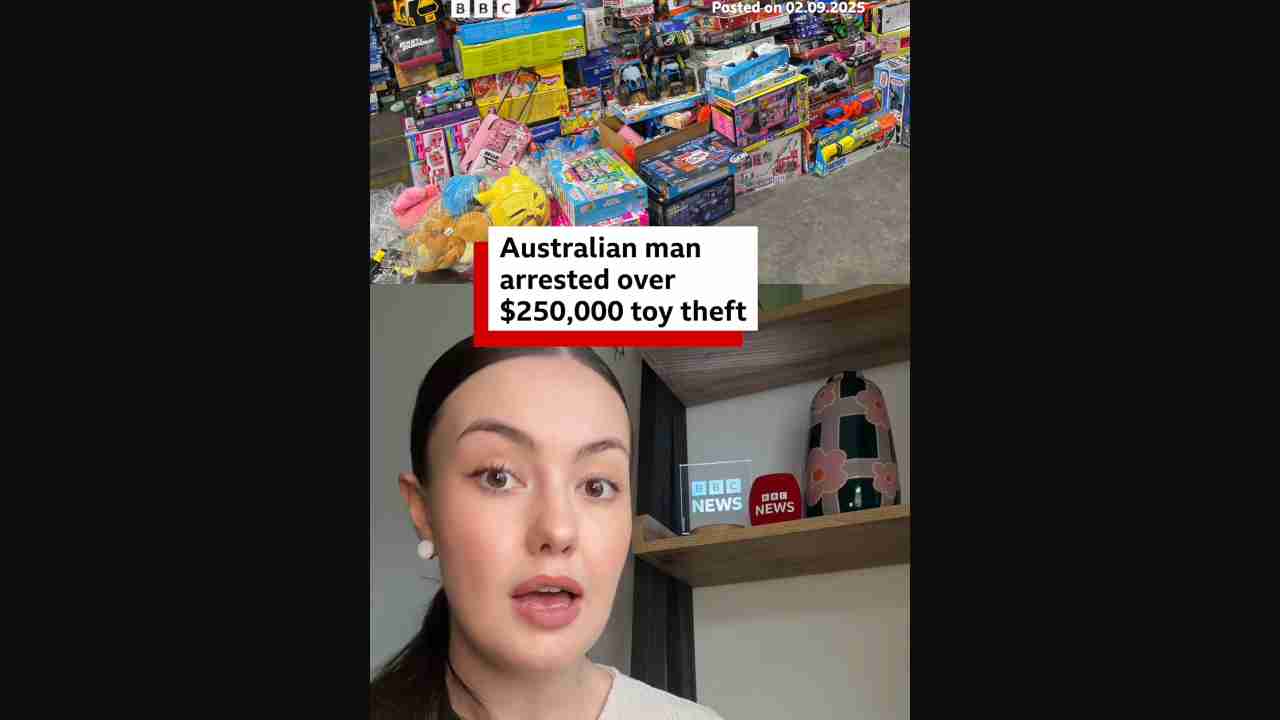 BBC
Posted on 02.09.2025
Australian man
arrested over
$250,000 toy theft
BBC
NEWS
BBC
NEWS